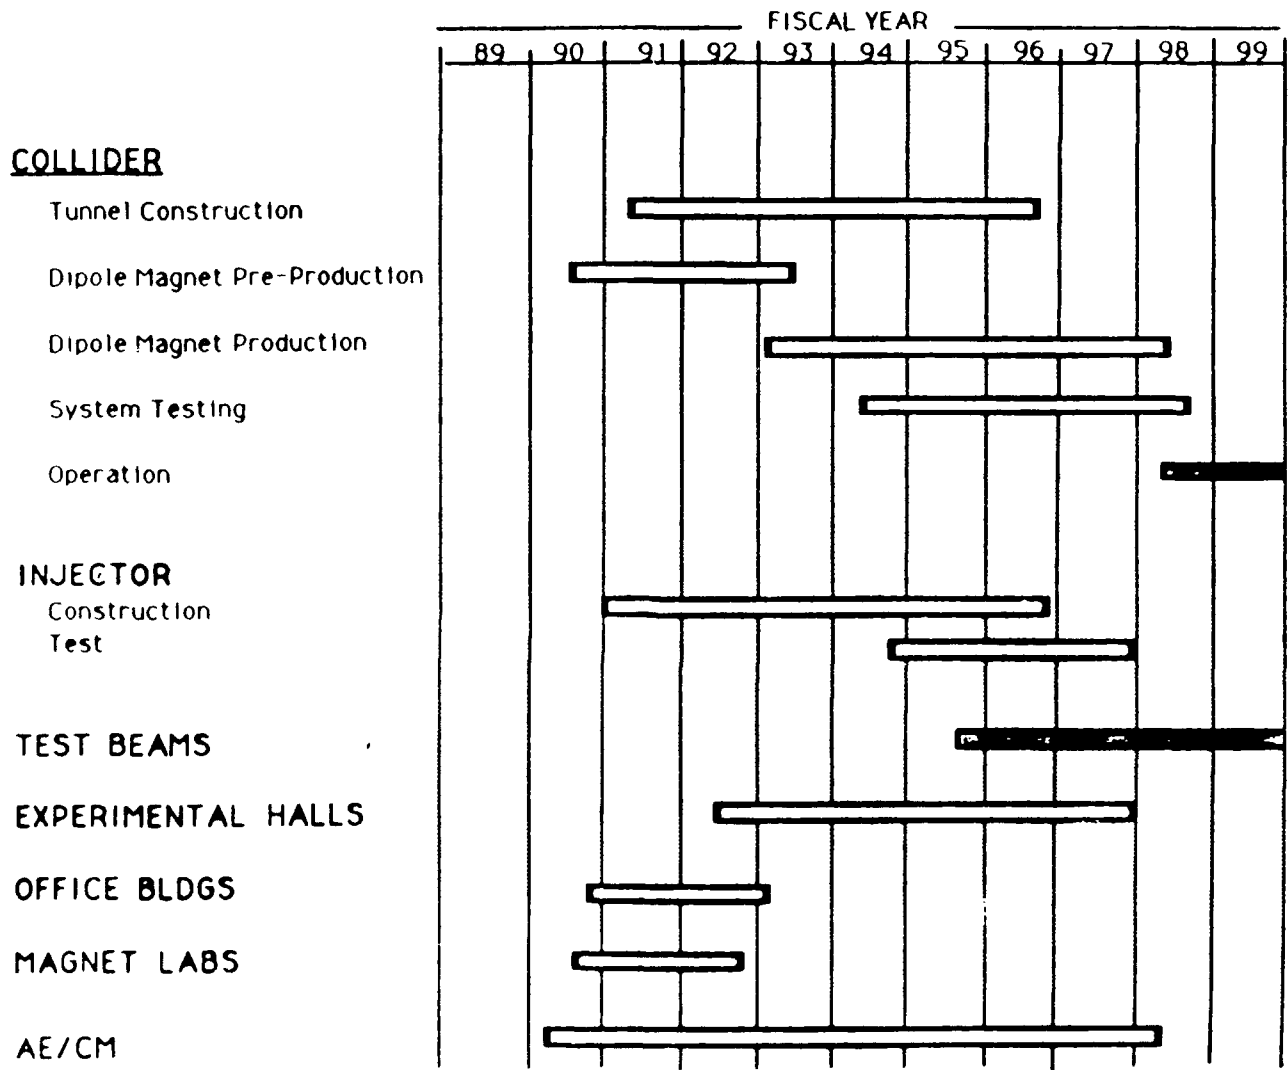 FISCAL YEAR
89 90 91 92 93 94 95 96 97 98 99
COLLIDER
Tunnel Construction
Dipole Magnet Pre-Production
Dipole Magnet Production
System Testing
Operation
INJECTOR
Construction
Test
TEST BEAMS
EXPERIMENTAL HALLS
OFFICE BLDGS
MAGNET LABS
AE/CM